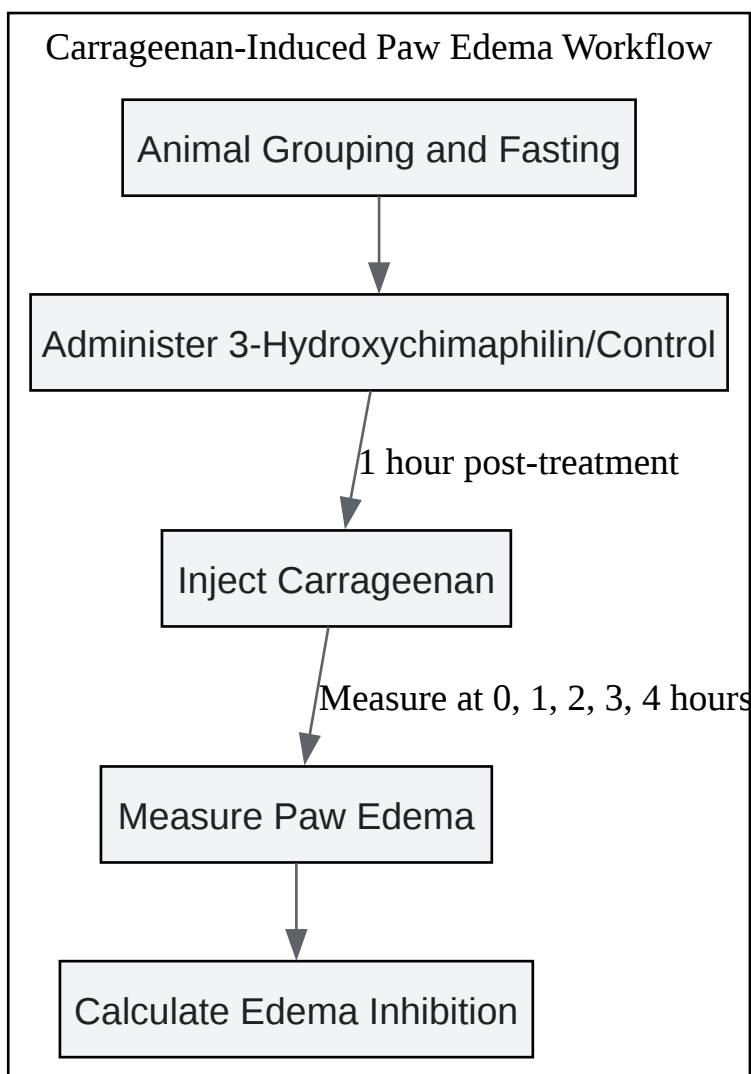 Carrageenan-Induced Paw Edema Workflow
Animal Grouping and Fasting
Administer 3-Hydroxychimaphilin/Control
1 hour post-treatment
Inject Carrageenan
Measure at 0, 1, 2, 3, 4 hours
Measure Paw Edema
Calculate Edema Inhibition